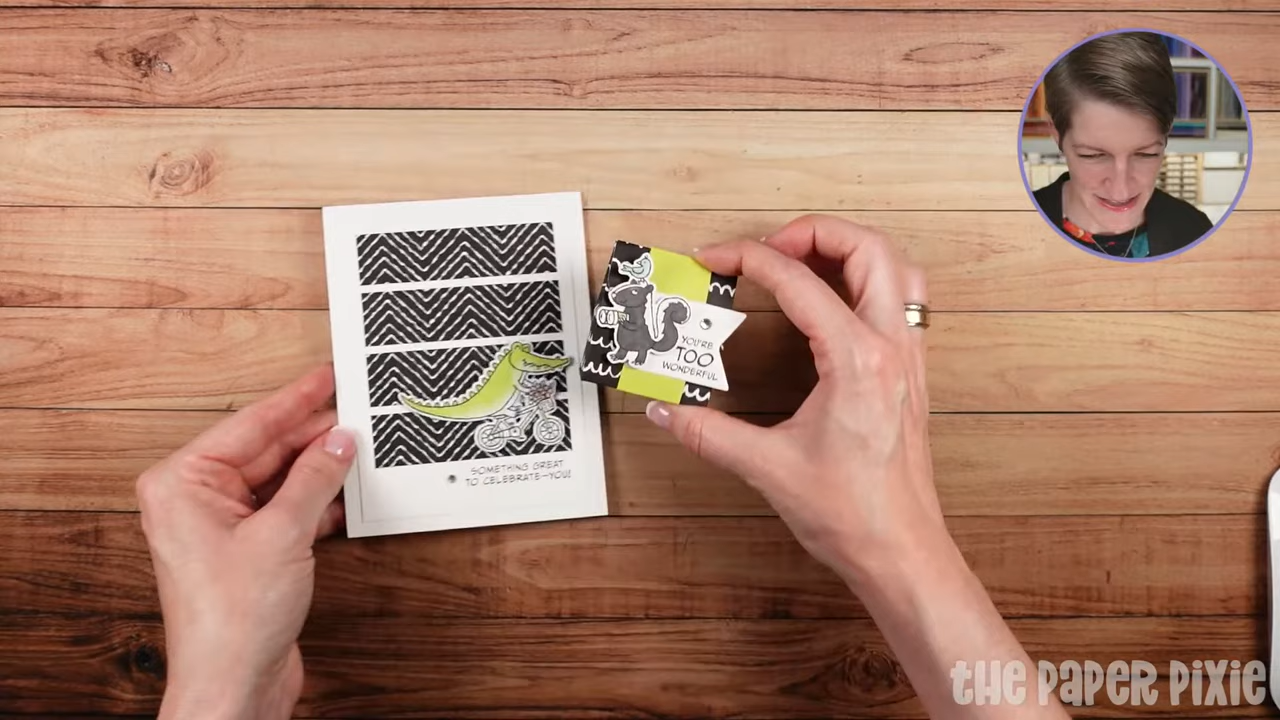 SOMETHING GREAT
TO CELEBRATE—YOU!
YOU'RE
TOO
WONDERFUL
the PAPER PIXIE